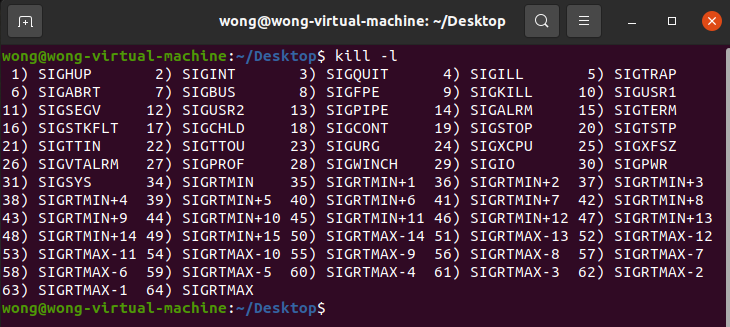 wong@wong-virtual-machine: ~/Desktop
wong@wong-virtual-machine:~/Desktop$ kill -l
 1) SIGHUP       2) SIGINT       3) SIGQUIT      4) SIGILL       5) SIGTRAP
 6) SIGABRT      7) SIGBUS       8) SIGFPE       9) SIGKILL     10) SIGUSR1
11) SIGSEGV     12) SIGUSR2     13) SIGPIPE     14) SIGALRM     15) SIGTERM
16) SIGSTKFLT   17) SIGCHLD     18) SIGCONT     19) SIGSTOP     20) SIGTSTP
21) SIGTTIN     22) SIGTTOU     23) SIGURG      24) SIGXCPU     25) SIGXFSZ
26) SIGVTALRM   27) SIGPROF     28) SIGWINCH    29) SIGIO       30) SIGPWR
31) SIGSYS      34) SIGRTMIN    35) SIGRTMIN+1  36) SIGRTMIN+2  37) SIGRTMIN+3
38) SIGRTMIN+4  39) SIGRTMIN+5  40) SIGRTMIN+6  41) SIGRTMIN+7  42) SIGRTMIN+8
43) SIGRTMIN+9  44) SIGRTMIN+10 45) SIGRTMIN+11 46) SIGRTMIN+12 47) SIGRTMIN+13
48) SIGRTMIN+14 49) SIGRTMIN+15 50) SIGRTMAX-14 51) SIGRTMAX-13 52) SIGRTMAX-12
53) SIGRTMAX-11 54) SIGRTMAX-10 55) SIGRTMAX-9  56) SIGRTMAX-8  57) SIGRTMAX-7
58) SIGRTMAX-6  59) SIGRTMAX-5  60) SIGRTMAX-4  61) SIGRTMAX-3  62) SIGRTMAX-2
63) SIGRTMAX-1  64) SIGRTMAX
wong@wong-virtual-machine:~/Desktop$